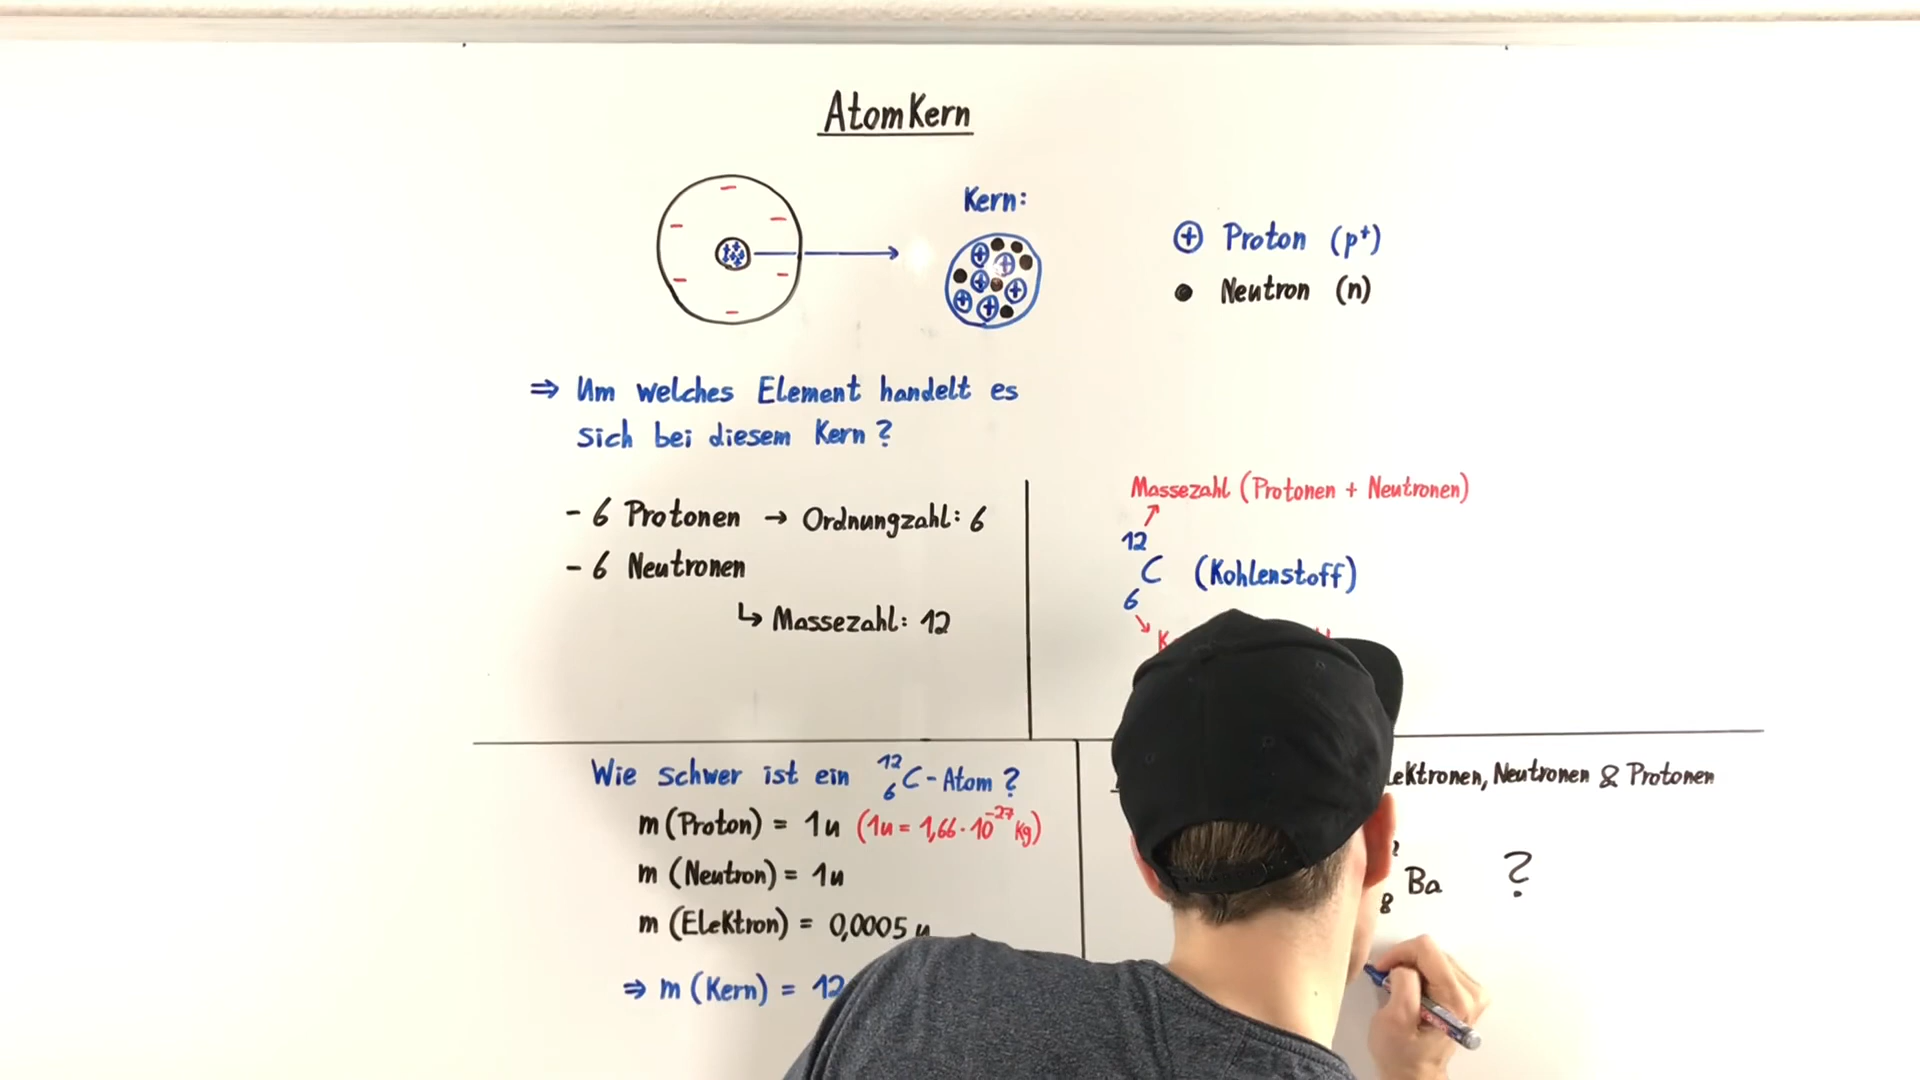 AtomKern
Kern:
Proton (p⁺)
Neutron (n)
⇒ Um welches Element handelt es
sich bei diesem Kern ?
- 6 Protonen → Ordnungzahl: 6
- 6 Neutronen
↳ Massezahl: 12
Massezahl (Protonen + Neutronen)
12
C (Kohlenstoff)
6
Wie schwer ist ein ¹²₆C-Atom ?
m (Proton) = 1u (1u = 1,66 · 10⁻²⁷ kg)
m (Neutron) = 1u
m (Elektron) = 0,0005 u
⇒ m (Kern) = 12
Neutronen & Protonen
Ba ?
8